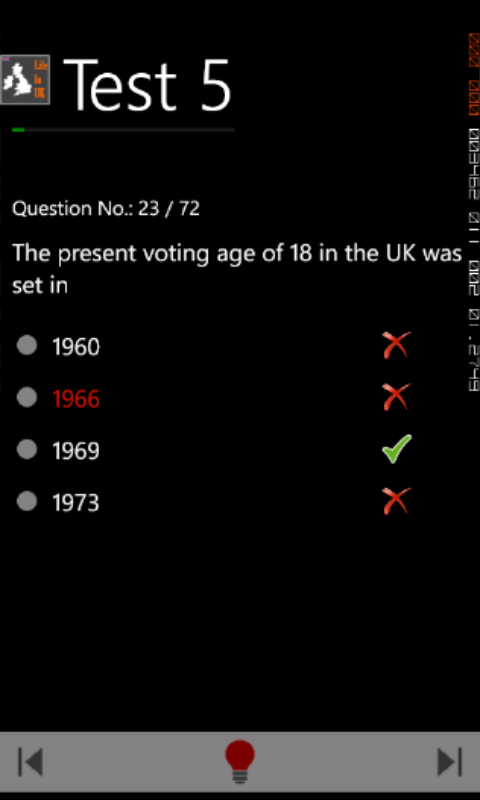 Life
In
UK
Test 5
Question No.: 23 / 72
The present voting age of 18 in the UK was
set in
1960
1966
1969
1973